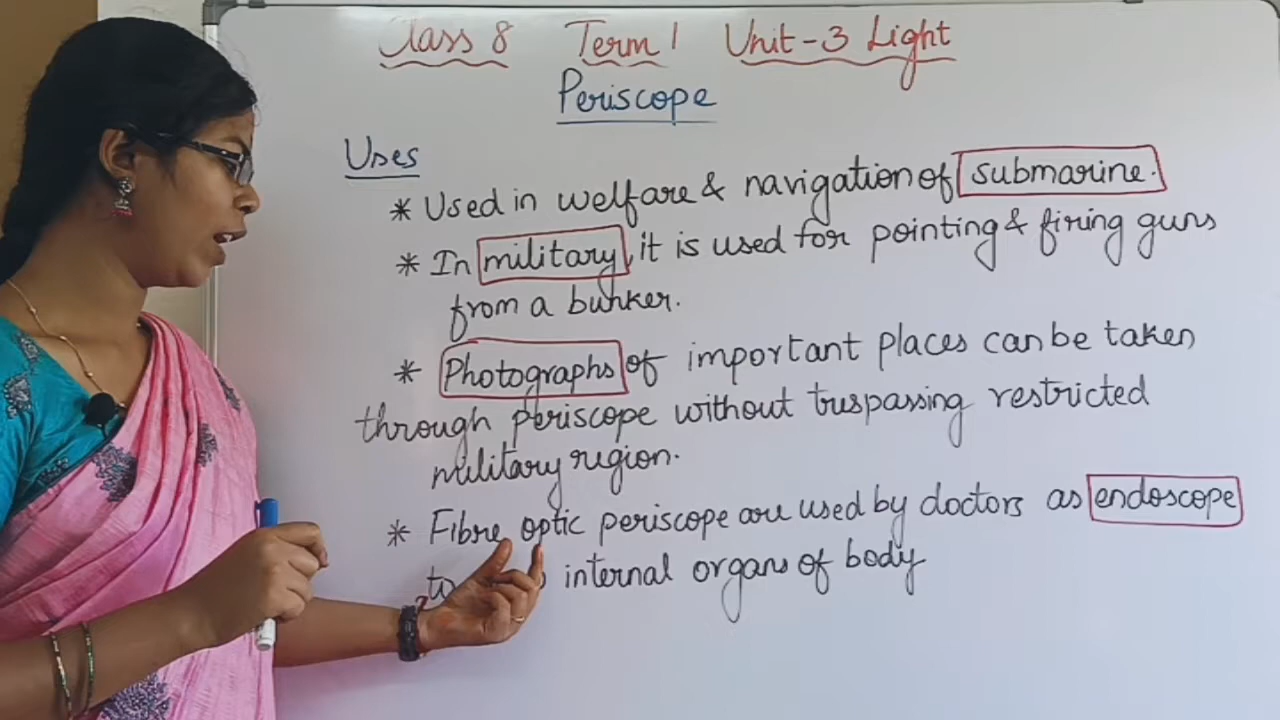 Class 8 Term 1 Unit-3 Light
Periscope
Uses
* Used in welfare & navigation of submarine.
* In military, it is used for pointing & firing guns
from a bunker.
* Photographs of important places can be taken
through periscope without truspassing restricted
military region.
* Fibre optic periscope are used by doctors as endoscope
to internal organs of body